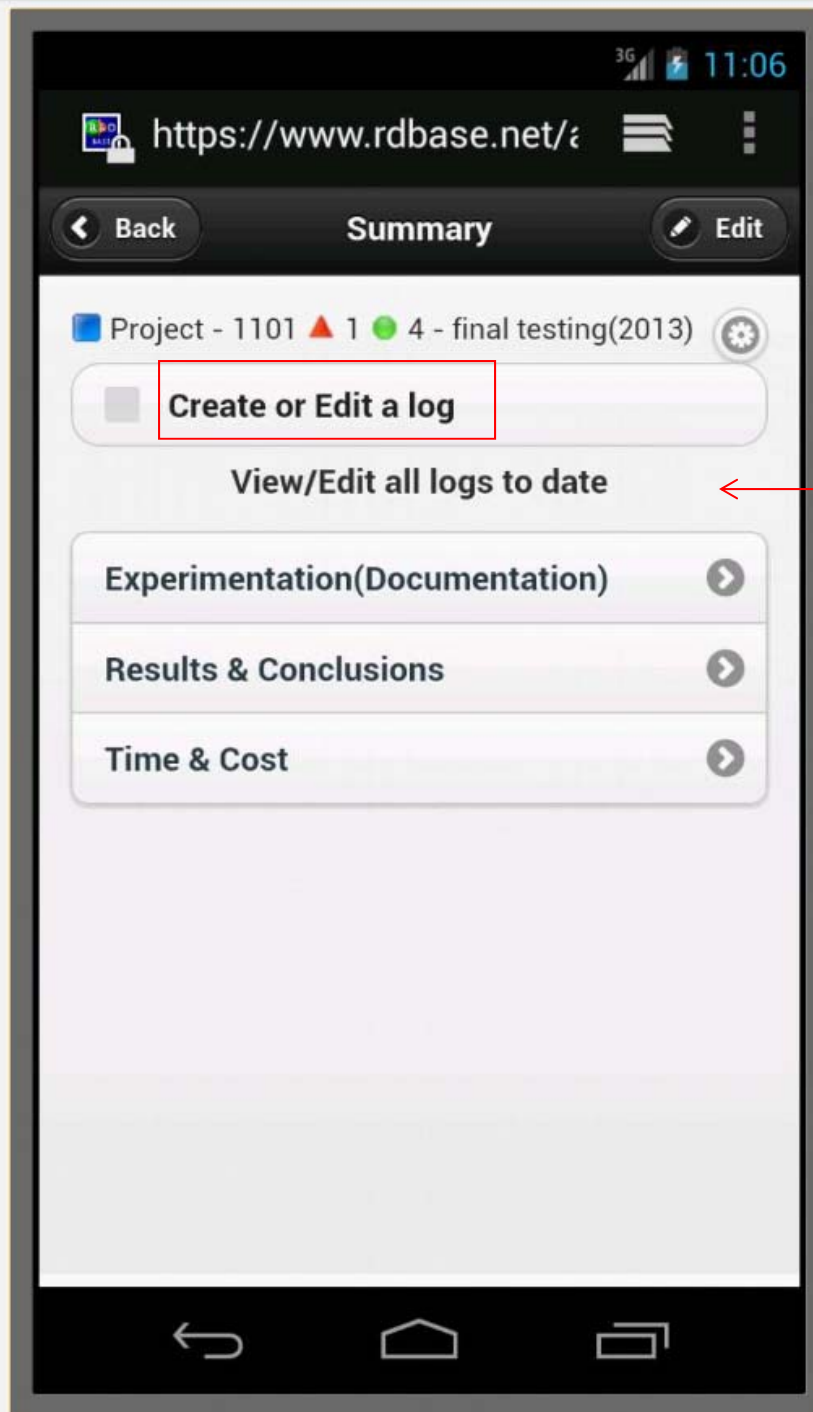 3G 11:06
https://www.rdbase.net/a
Back Summary Edit
Project - 1101 1 4 - final testing(2013)
Create or Edit a log
View/Edit all logs to date
Experimentation(Documentation)
Results & Conclusions
Time & Cost